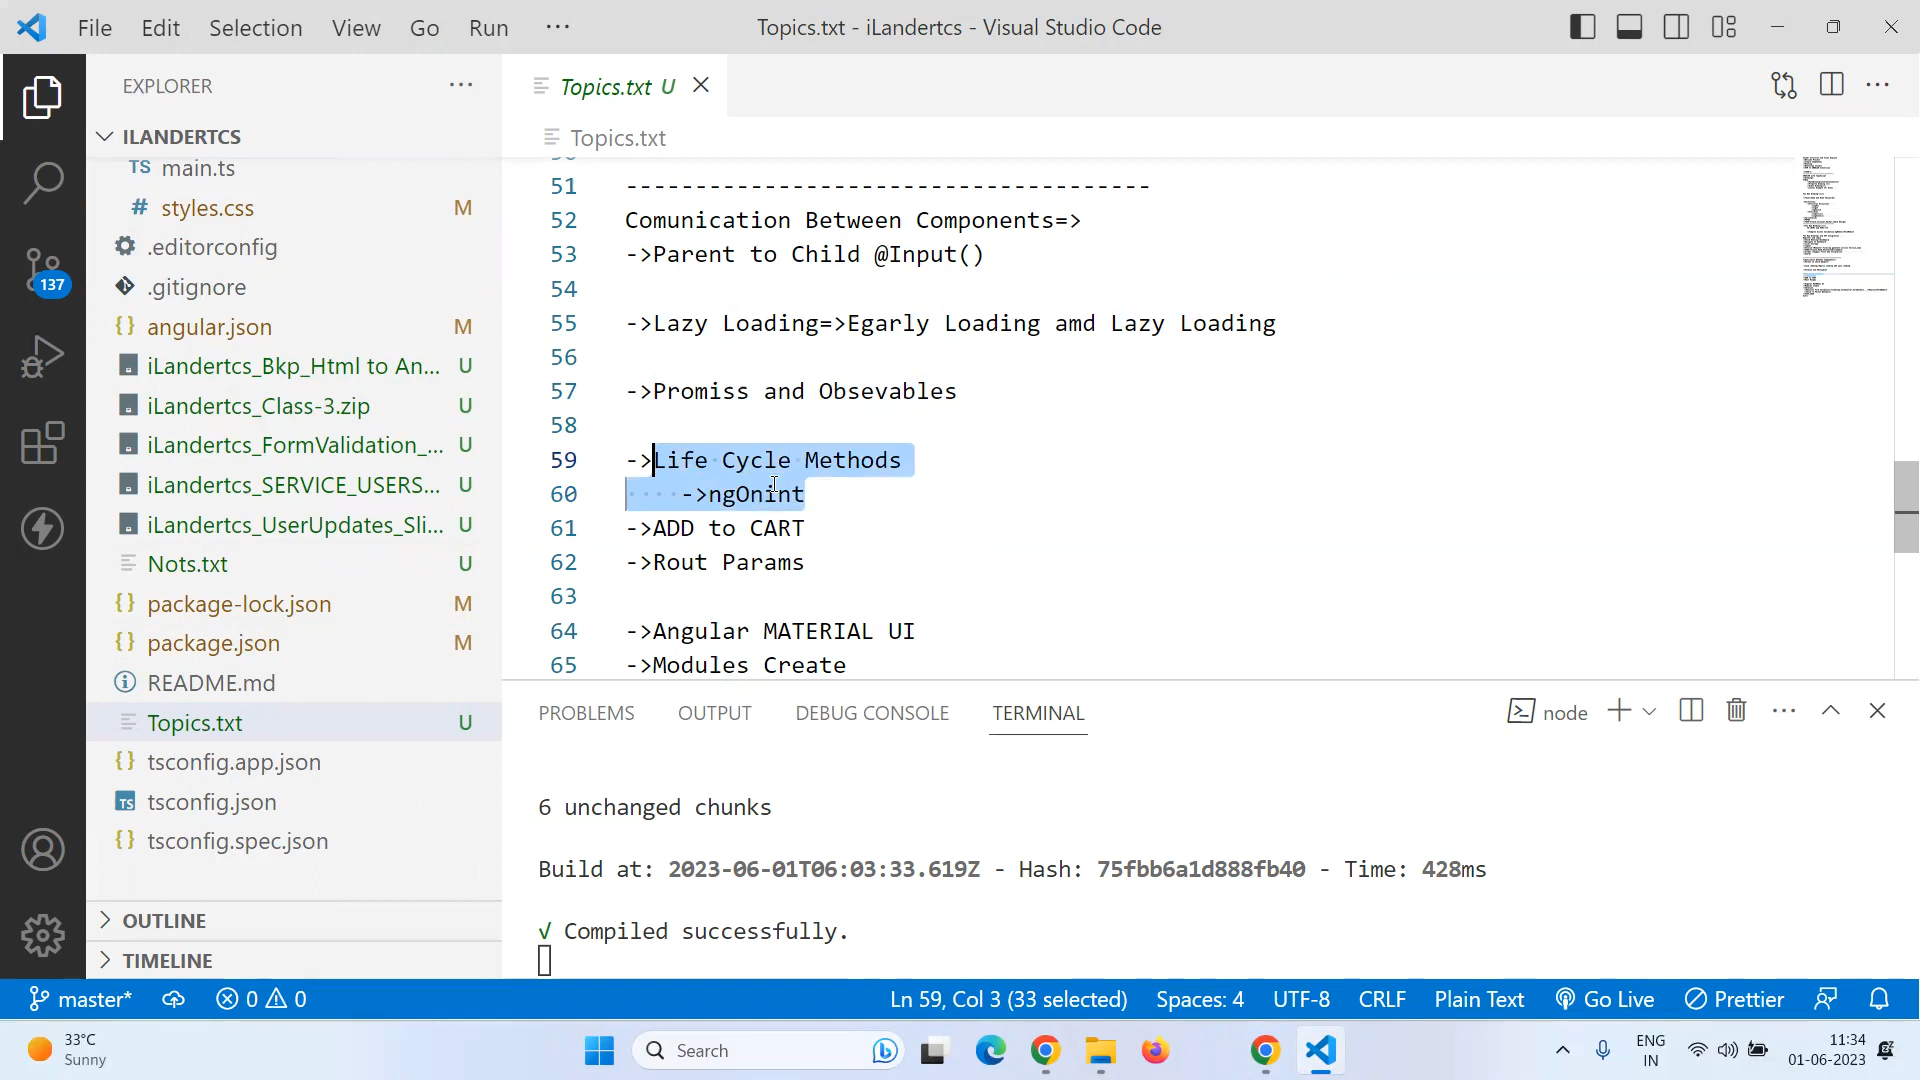 File Edit Selection View Go Run ···
Topics.txt - iLandertcs - Visual Studio Code
EXPLORER
ILANDERTCS
TS main.ts
# styles.css M
.editorconfig
.gitignore
{} angular.json M
iLandertcs_Bkp_Html to An... U
iLandertcs_Class-3.zip U
iLandertcs_FormValidation_... U
iLandertcs_SERVICE_USERS... U
iLandertcs_UserUpdates_Sli... U
Nots.txt U
{} package-lock.json M
{} package.json M
README.md
Topics.txt U
{} tsconfig.app.json
TS tsconfig.json
{} tsconfig.spec.json
OUTLINE
TIMELINE
137
Topics.txt U
Topics.txt
51 --------------------------------------
52 Comunication Between Components=>
53 ->Parent to Child @Input()
54
55 ->Lazy Loading=>Egarly Loading amd Lazy Loading
56
57 ->Promiss and Obsevables
58
59 ->Life Cycle Methods
60 ->ngOnint
61 ->ADD to CART
62 ->Rout Params
63
64 ->Angular MATERIAL UI
65 ->Modules Create
PROBLEMS OUTPUT DEBUG CONSOLE TERMINAL
node
6 unchanged chunks
Build at: 2023-06-01T06:03:33.619Z - Hash: 75fbb6a1d888fb40 - Time: 428ms
√ Compiled successfully.
master* 0 0 Ln 59, Col 3 (33 selected) Spaces: 4 UTF-8 CRLF Plain Text Go Live Prettier
33°C
Sunny
Search
ENG
IN
11:34
01-06-2023